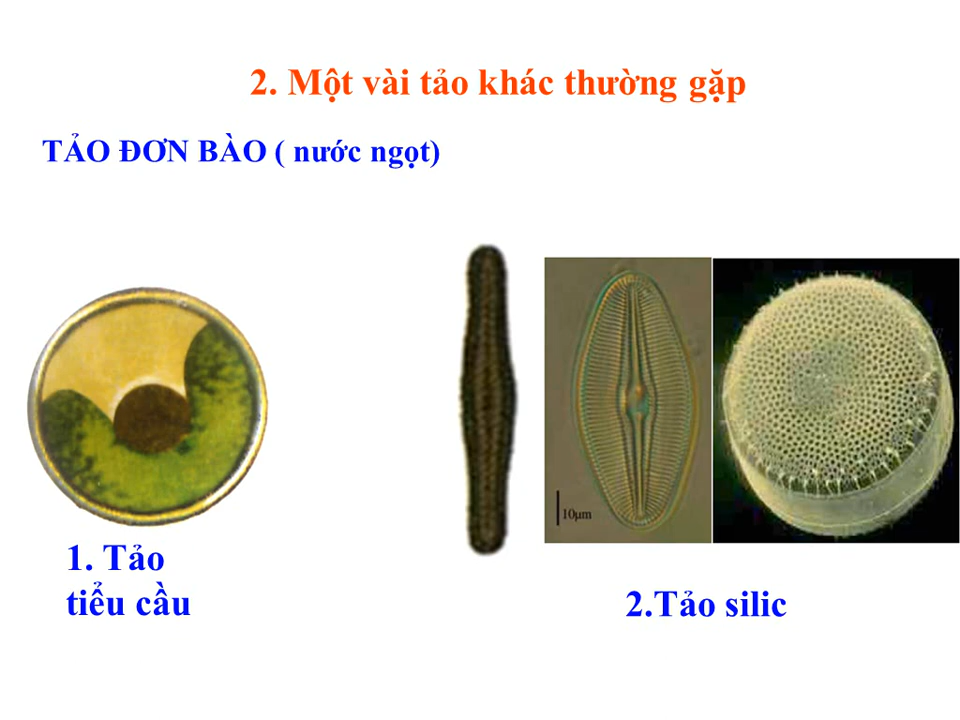 2. Một vài tảo khác thường gặp
TẢO ĐƠN BÀO ( nước ngọt)
10µm
1. Tảo
tiểu cầu
2.Tảo silic